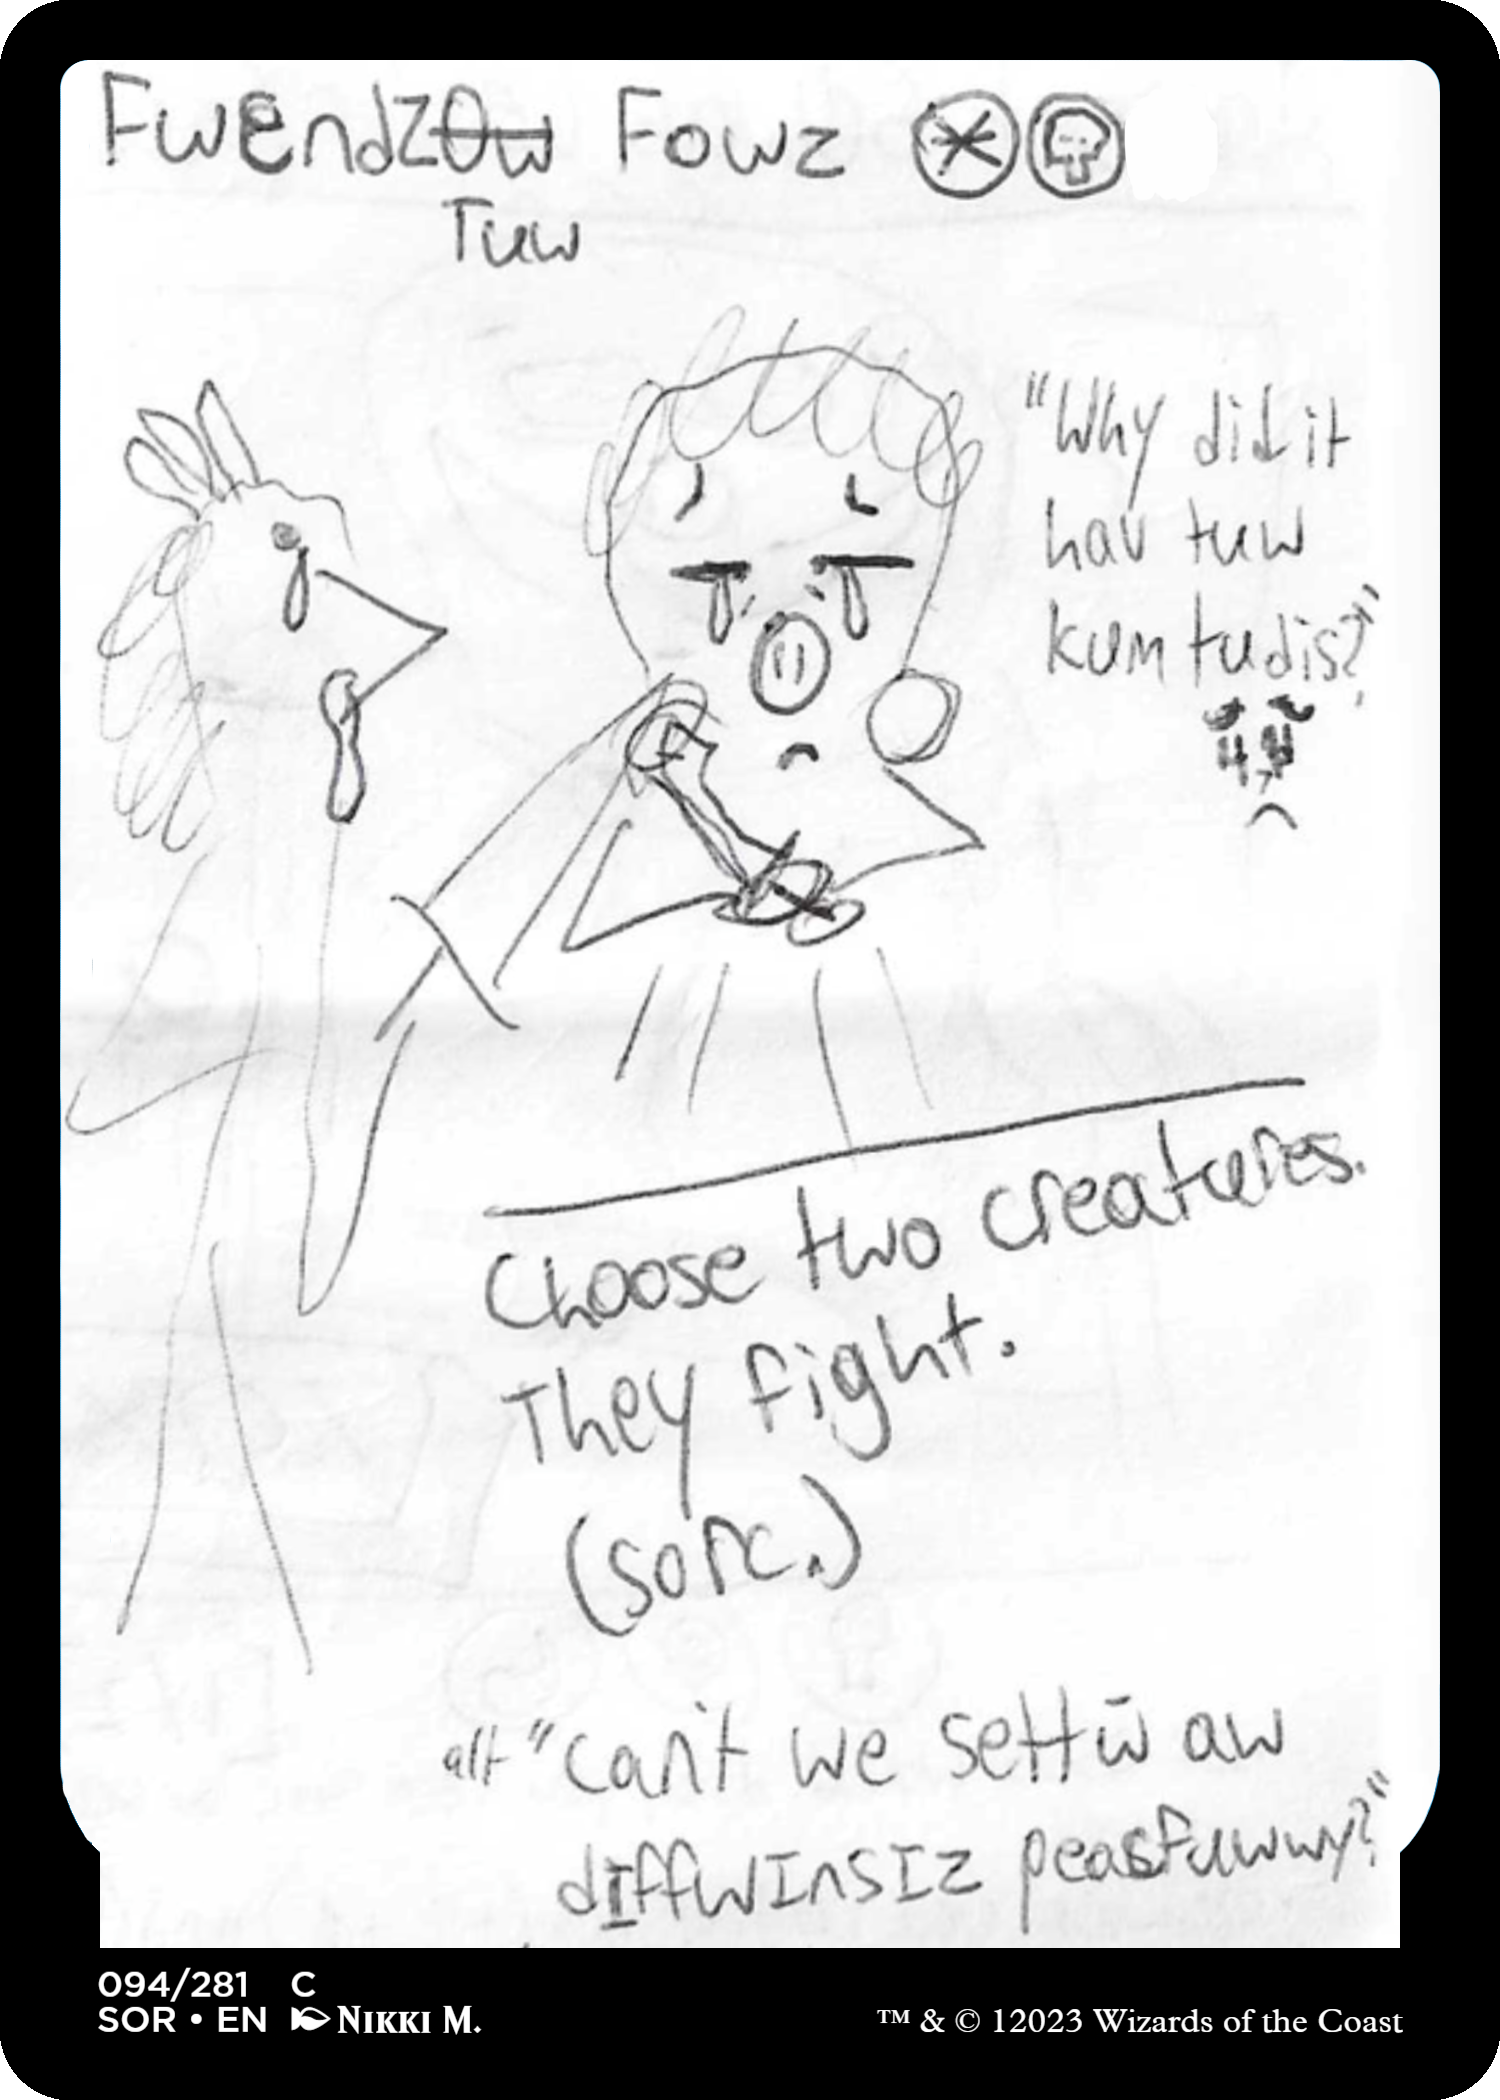 FwendzOw Fowz
Tuw
"Why did it
hav tuw
kum tu dis?"
Choose two creatures.
They fight.
(sorc.)
alt "Can't we settw̄ aw
dIffwInsIz peasfuwwy?"
094/281 C
SOR • EN NIKKI M.
™ & © 12023 Wizards of the Coast